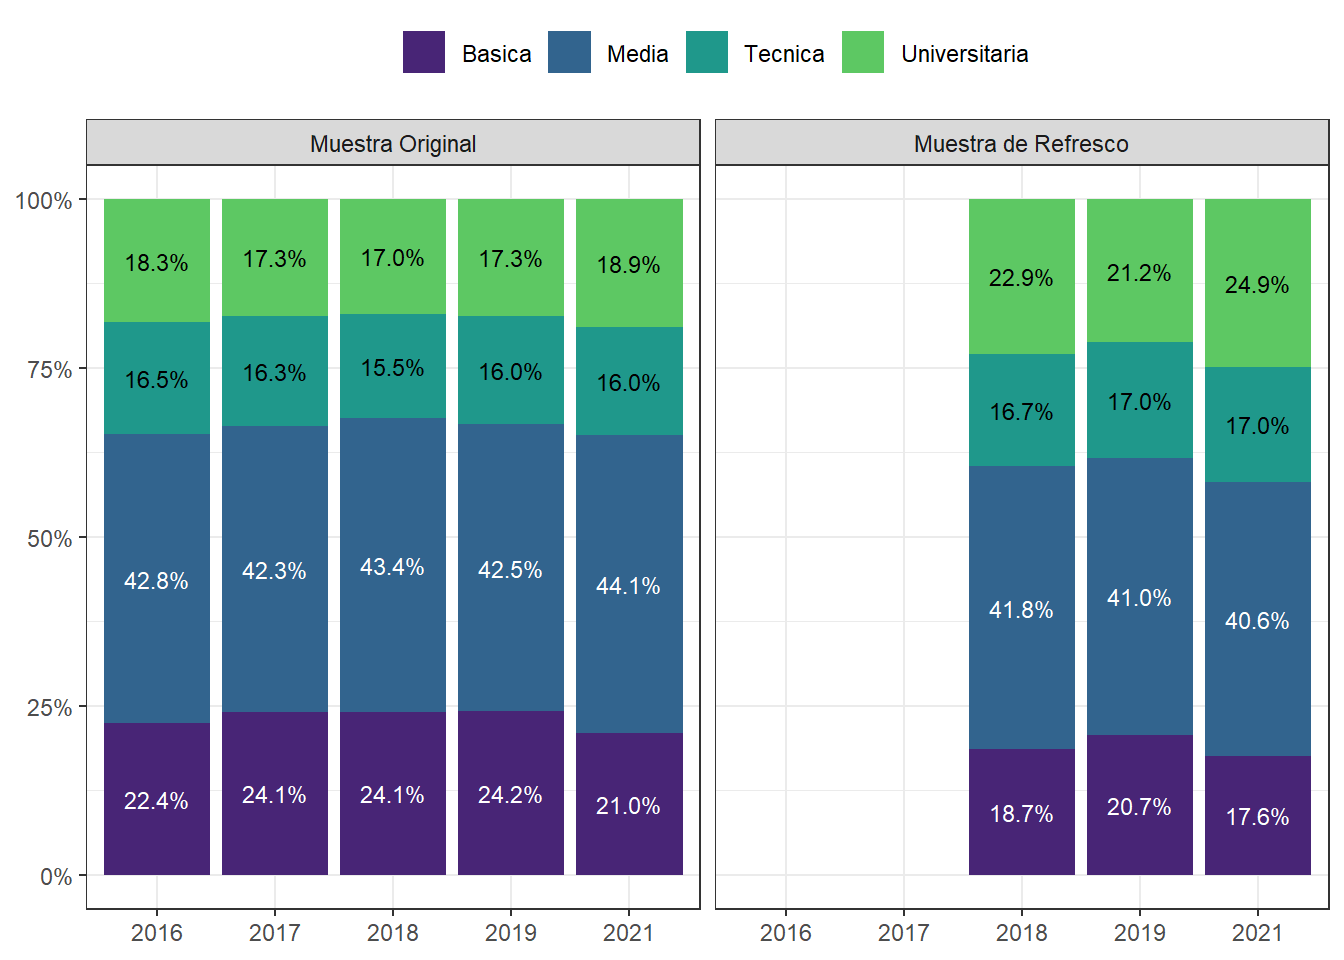 Basica Media Tecnica Universitaria
Muestra Original Muestra de Refresco
100%
18.3% 17.3% 17.0% 17.3% 18.9% 22.9% 21.2% 24.9%
75%
16.5% 16.3% 15.5% 16.0% 16.0% 16.7% 17.0% 17.0%
50%
42.8% 42.3% 43.4% 42.5% 44.1% 41.8% 41.0% 40.6%
25%
22.4% 24.1% 24.1% 24.2% 21.0% 18.7% 20.7% 17.6%
0%
2016 2017 2018 2019 2021 2016 2017 2018 2019 2021